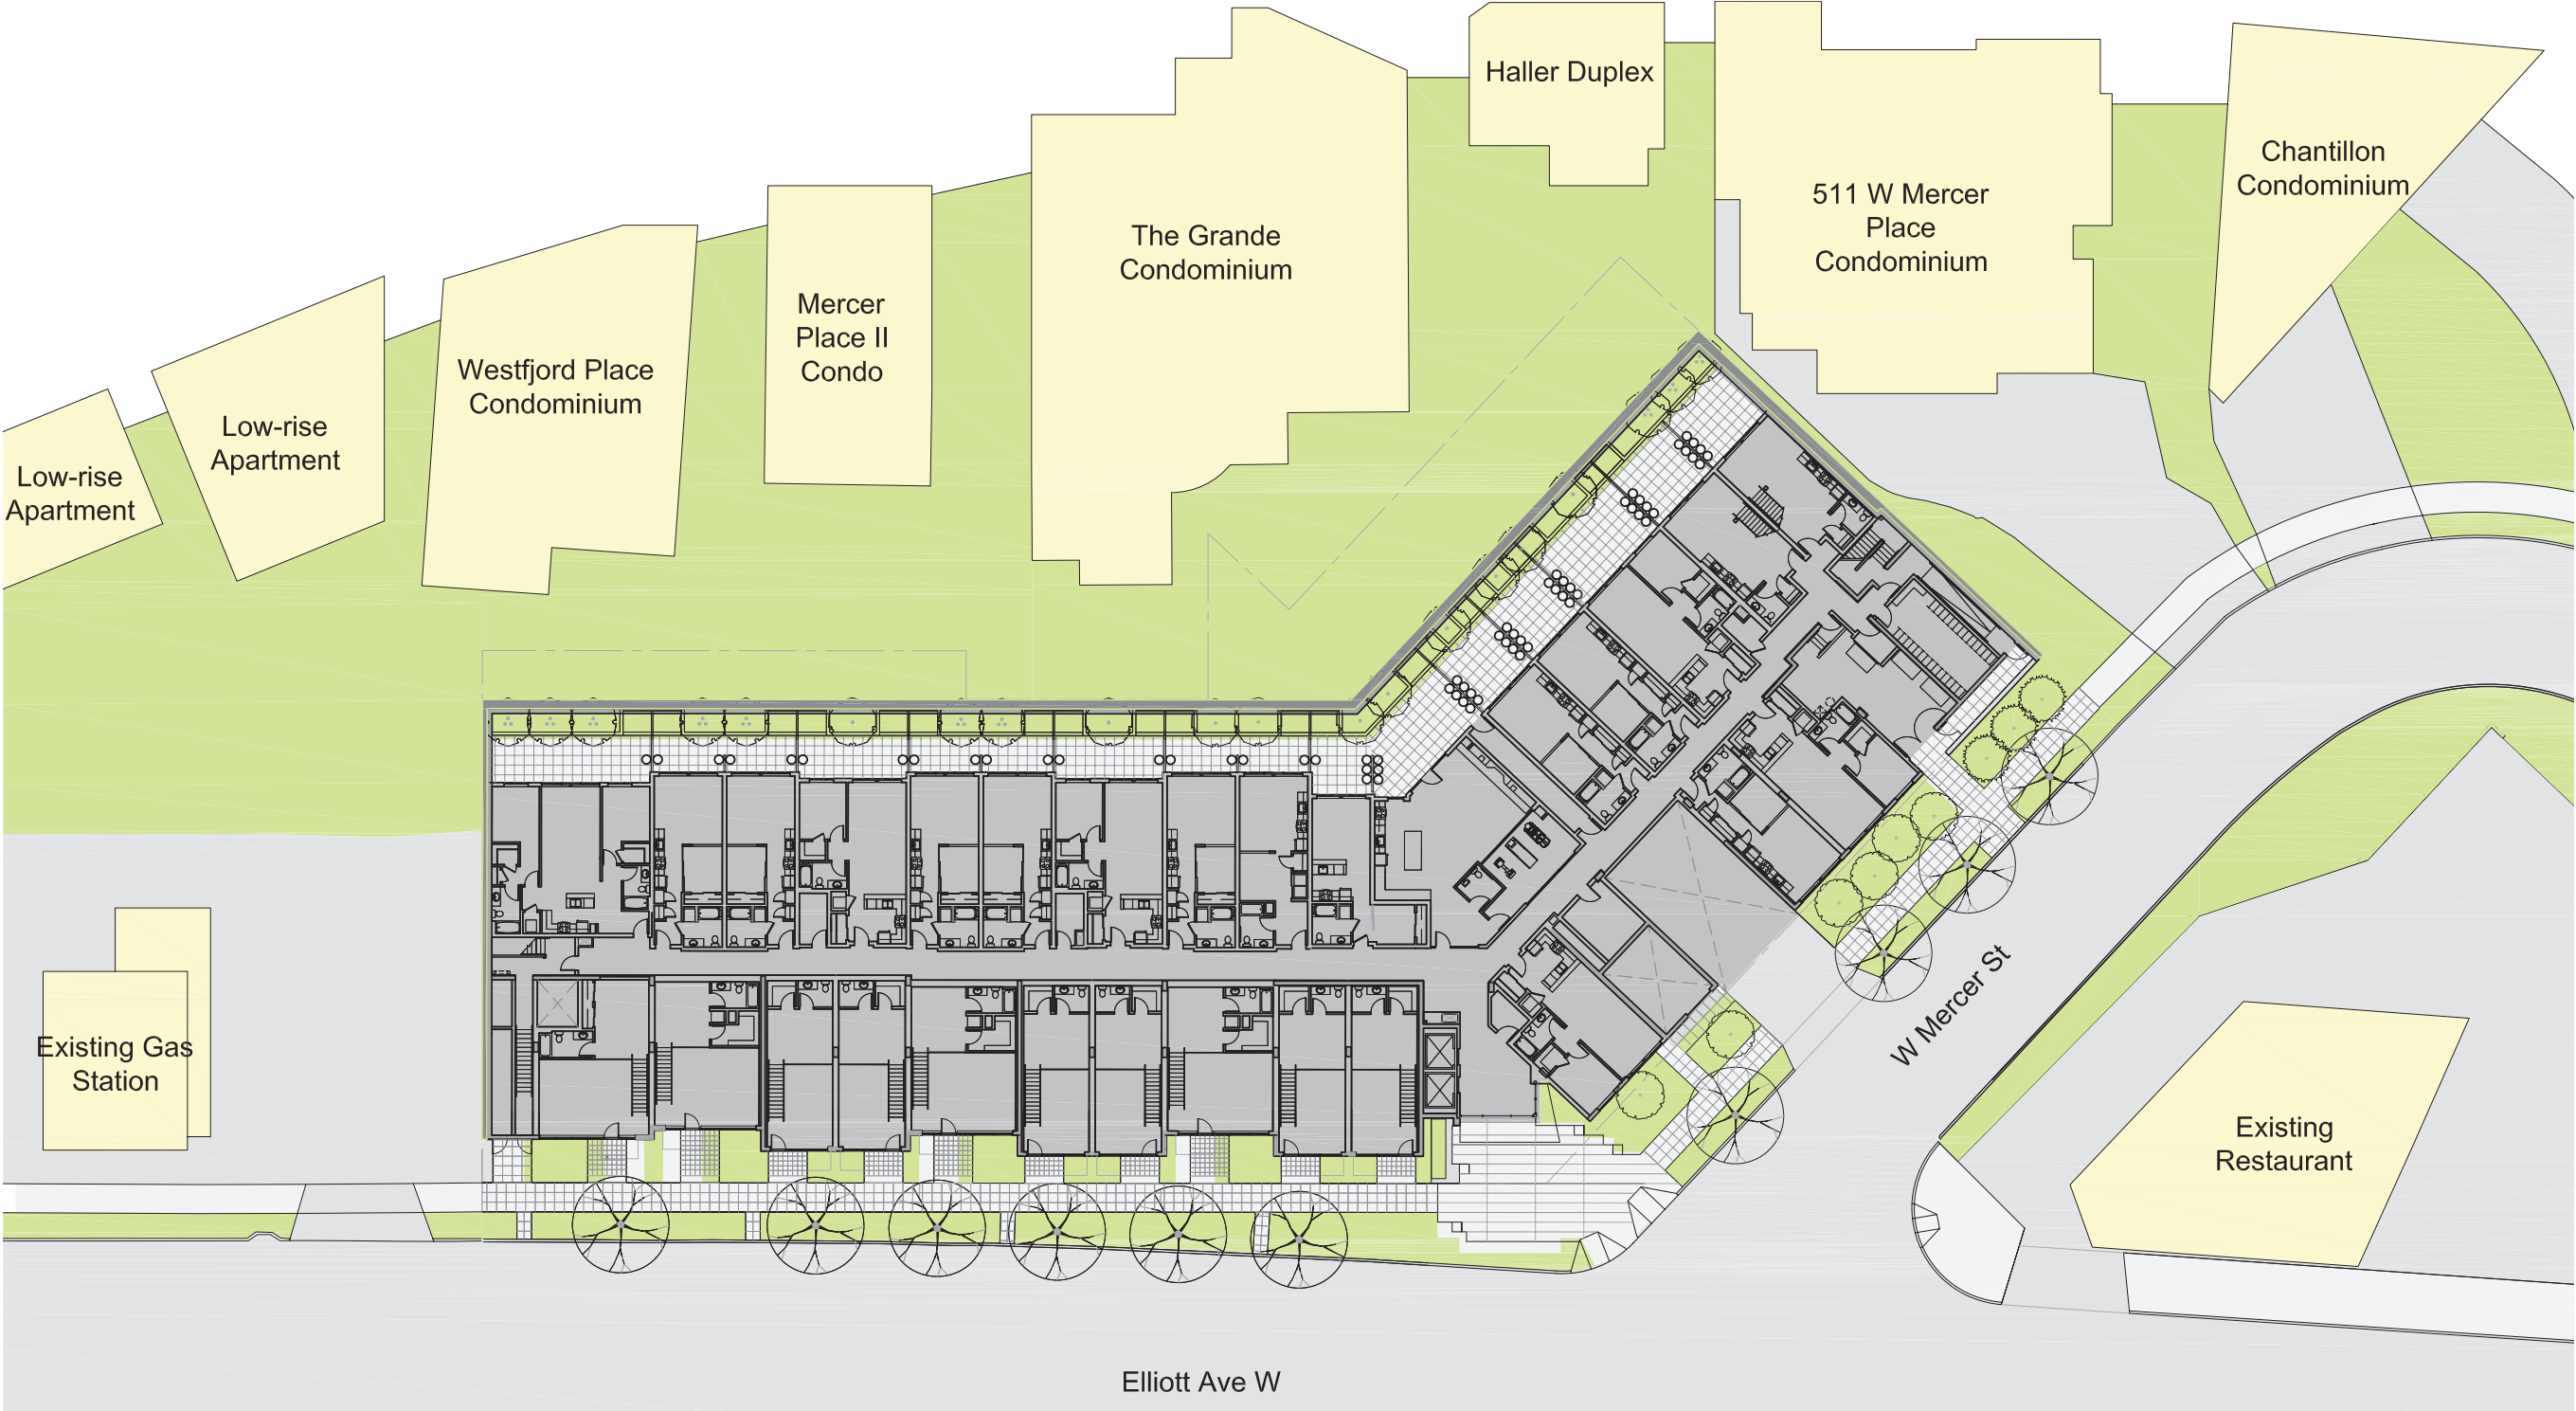 Haller Duplex
Chantillon
Condominium
511 W Mercer
Place
Condominium
The Grande
Condominium
Mercer
Place II
Condo
Westfjord Place
Condominium
Low-rise
Apartment
Low-rise
Apartment
Existing Gas
Station
W Mercer St
Existing
Restaurant
Elliott Ave W